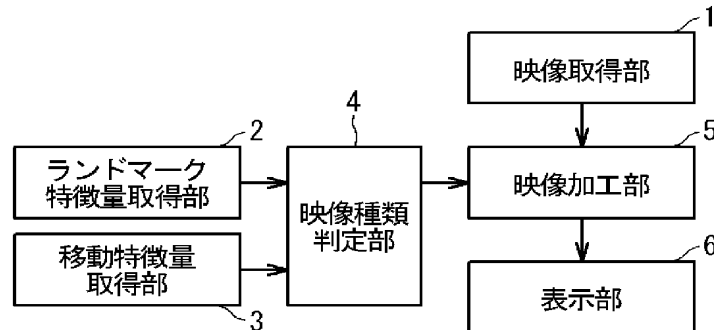 1
映像取得部
2
ランドマーク
特徴量取得部
4
映像種類
判定部
5
映像加工部
移動特徴量
取得部
3
6
表示部